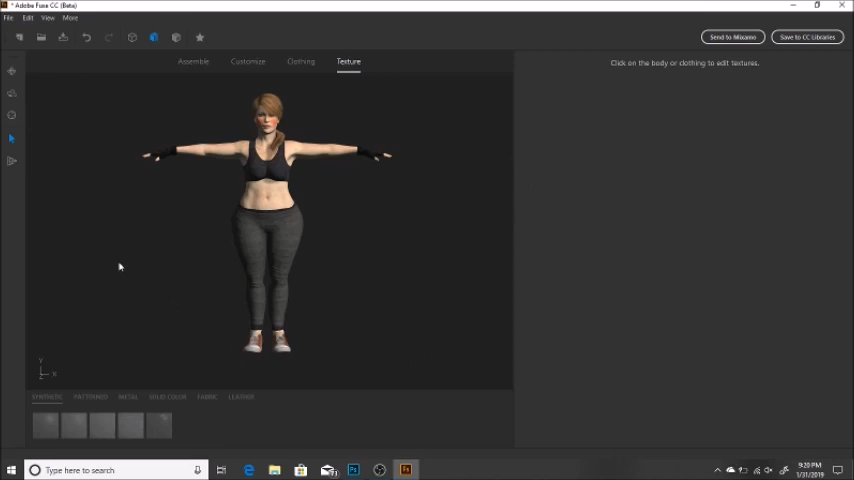 * Adobe Fuse CC (Beta)
File Edit View More
Send to Mixamo Save to CC Libraries
Assemble Customize Clothing Texture
Click on the body or clothing to edit textures.
Y
X
SYNTHETIC PATTERNED METAL SOLID COLOR FABRIC LEATHER
Type here to search
9:20 PM
1/31/2019